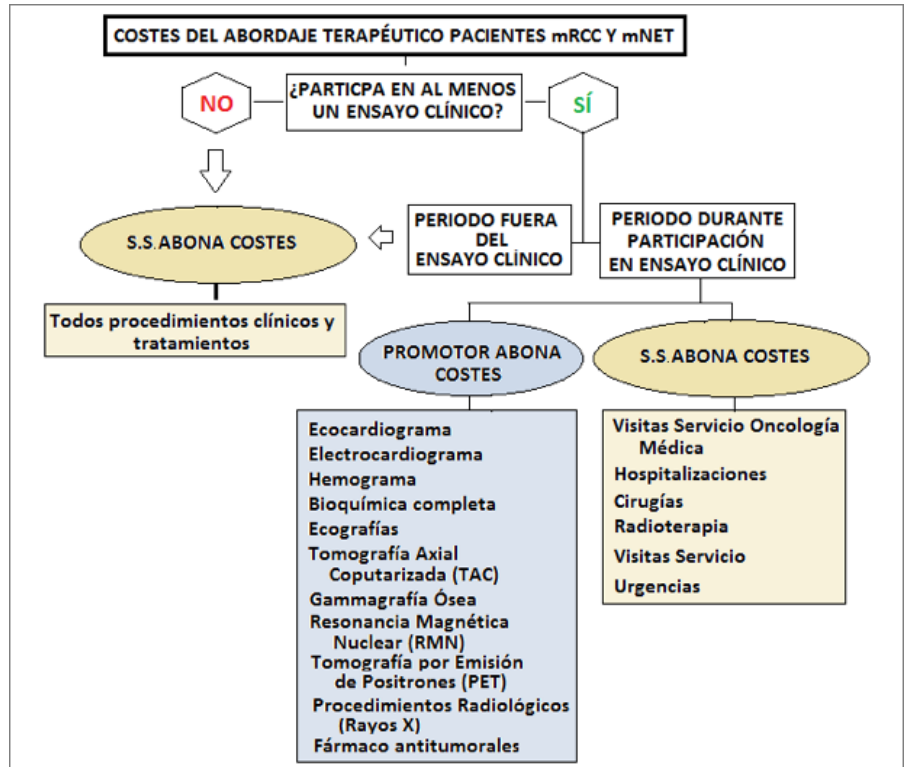 COSTES DEL ABORDAJE TERAPÉUTICO PACIENTES mRCC Y mNET
¿PARTICPA EN AL MENOS
UN ENSAYO CLÍNICO?
NO
SÍ
S.S.ABONA COSTES
Todos procedimientos clínicos y
tratamientos
PERIODO FUERA
DEL
ENSAYO CLÍNICO
PERIODO DURANTE
PARTICIPACIÓN
EN ENSAYO CLÍNICO
PROMOTOR ABONA
COSTES
Ecocardiograma
Electrocardiograma
Hemograma
Bioquímica completa
Ecografías
Tomografía Axial
Coputarizada (TAC)
Gammagrafía Ósea
Resonancia Magnética
Nuclear (RMN)
Tomografía por Emisión
de Positrones (PET)
Procedimientos Radiológicos
(Rayos X)
Fármaco antitumorales
S.S.ABONA COSTES
Visitas Servicio Oncología
Médica
Hospitalizaciones
Cirugías
Radioterapia
Visitas Servicio
Urgencias